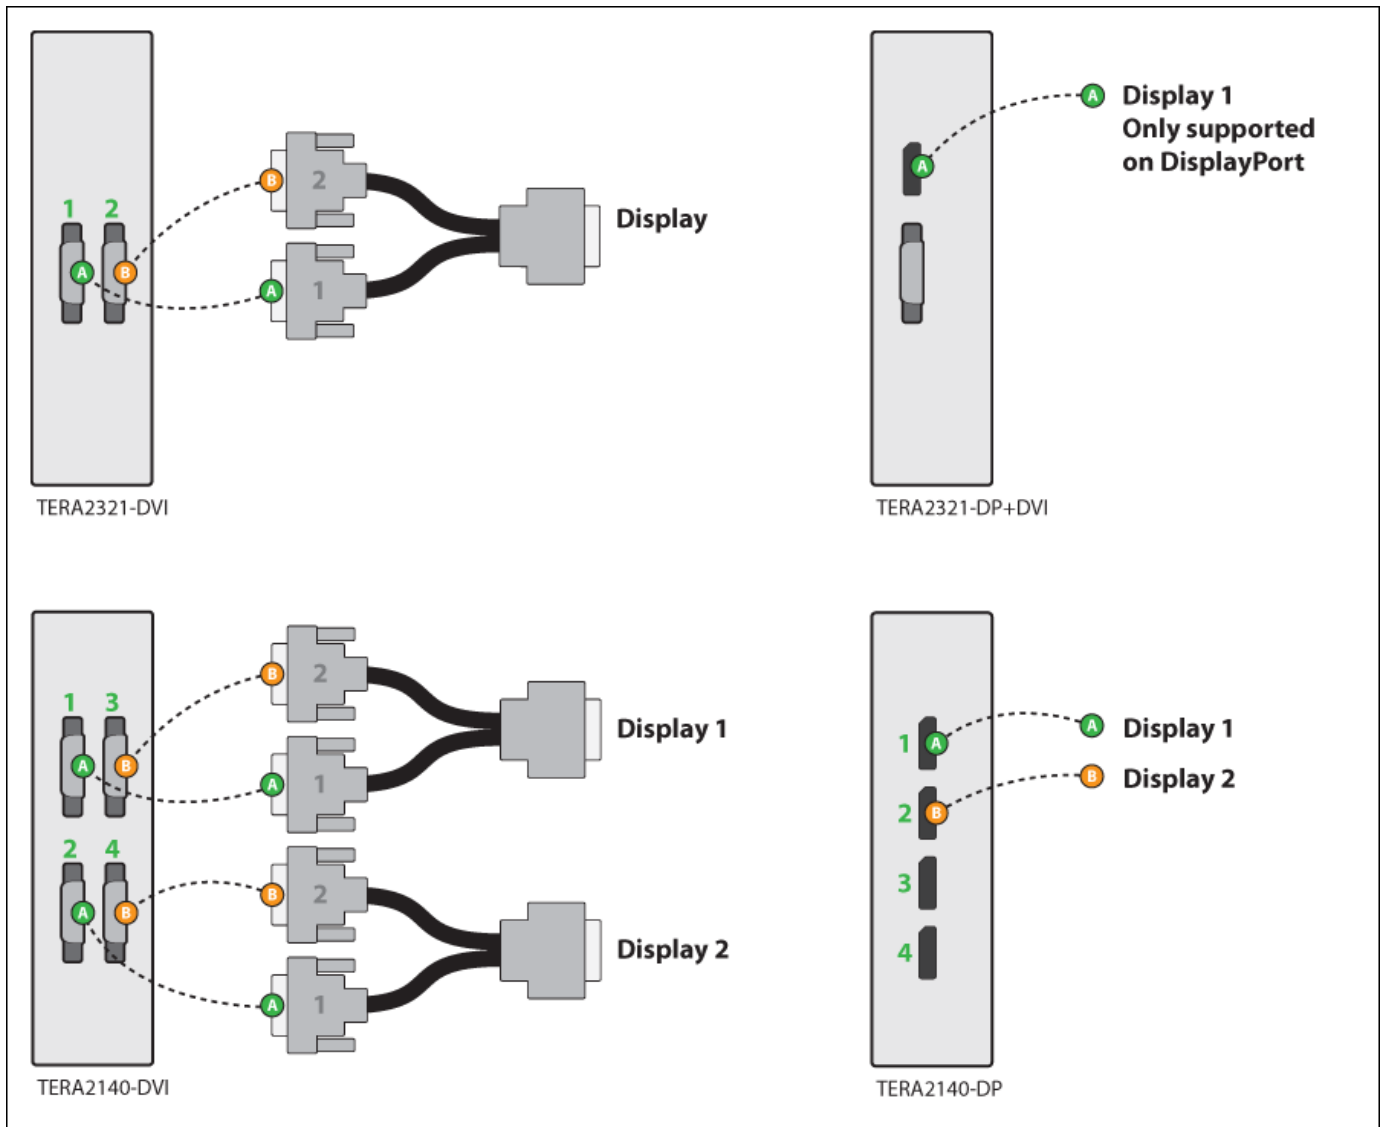 1 2
A
B
B
2
A
1
Display
TERA2321-DVI
A
A
Display 1
Only supported
on DisplayPort
TERA2321-DP+DVI
1 3
A
B
B
2
A
1
Display 1
2 4
A
B
B
2
A
1
Display 2
TERA2140-DVI
1
A
A
Display 1
2
B
B
Display 2
3
4
TERA2140-DP